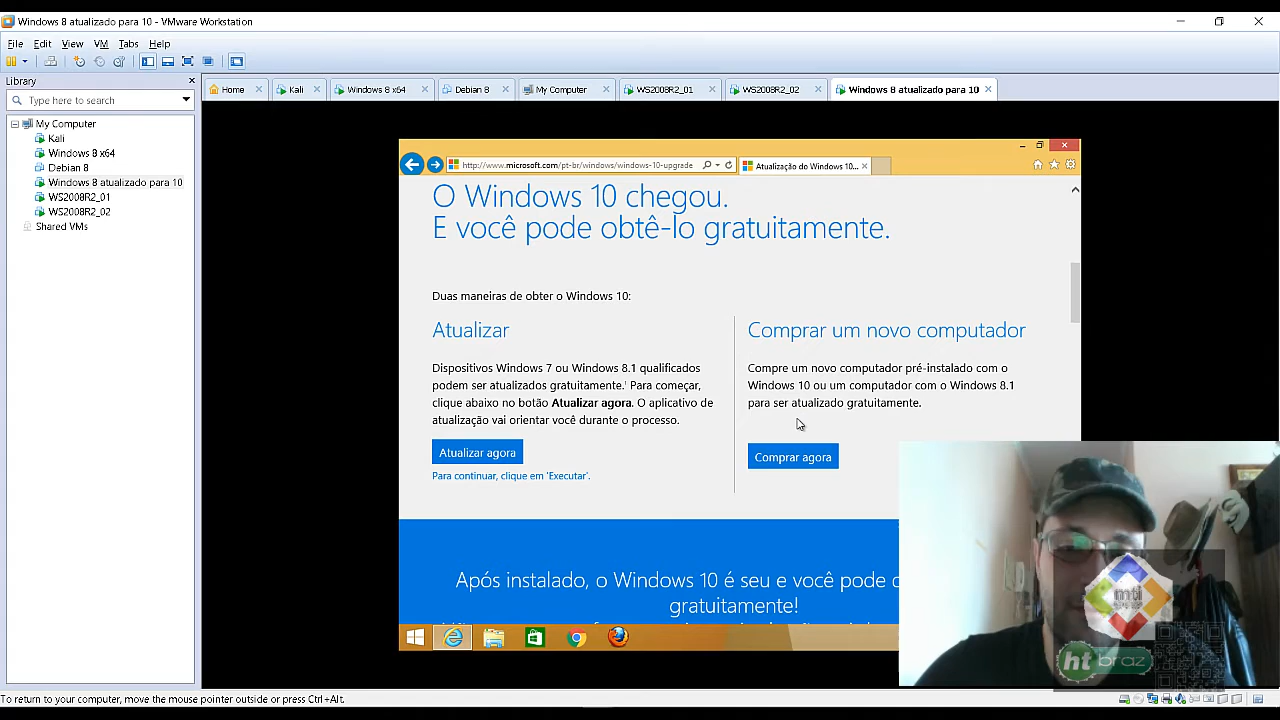 Windows 8 atualizado para 10 - VMware Workstation
File Edit View VM Tabs Help
Library
Type here to search
Home
Kali
Windows 8 x64
Debian 8
My Computer
WS2008R2_01
WS2008R2_02
Windows 8 atualizado para 10
My Computer
Kali
Windows 8 x64
Debian 8
Windows 8 atualizado para 10
WS2008R2_01
WS2008R2_02
Shared VMs
http://www.microsoft.com/pt-br/windows/windows-10-upgrade
Atualização do Windows 10...
O Windows 10 chegou.
E você pode obtê-lo gratuitamente.
Duas maneiras de obter o Windows 10:
Atualizar
Dispositivos Windows 7 ou Windows 8.1 qualificados
podem ser atualizados gratuitamente.¹ Para começar,
clique abaixo no botão Atualizar agora. O aplicativo de
atualização vai orientar você durante o processo.
Atualizar agora
Para continuar, clique em 'Executar'.
Comprar um novo computador
Compre um novo computador pré-instalado com o
Windows 10 ou um computador com o Windows 8.1
para ser atualizado gratuitamente.
Comprar agora
Após instalado, o Windows 10 é seu e você pode
gratuitamente!
mti
ht braz
To return to your computer, move the mouse pointer outside or press Ctrl+Alt.